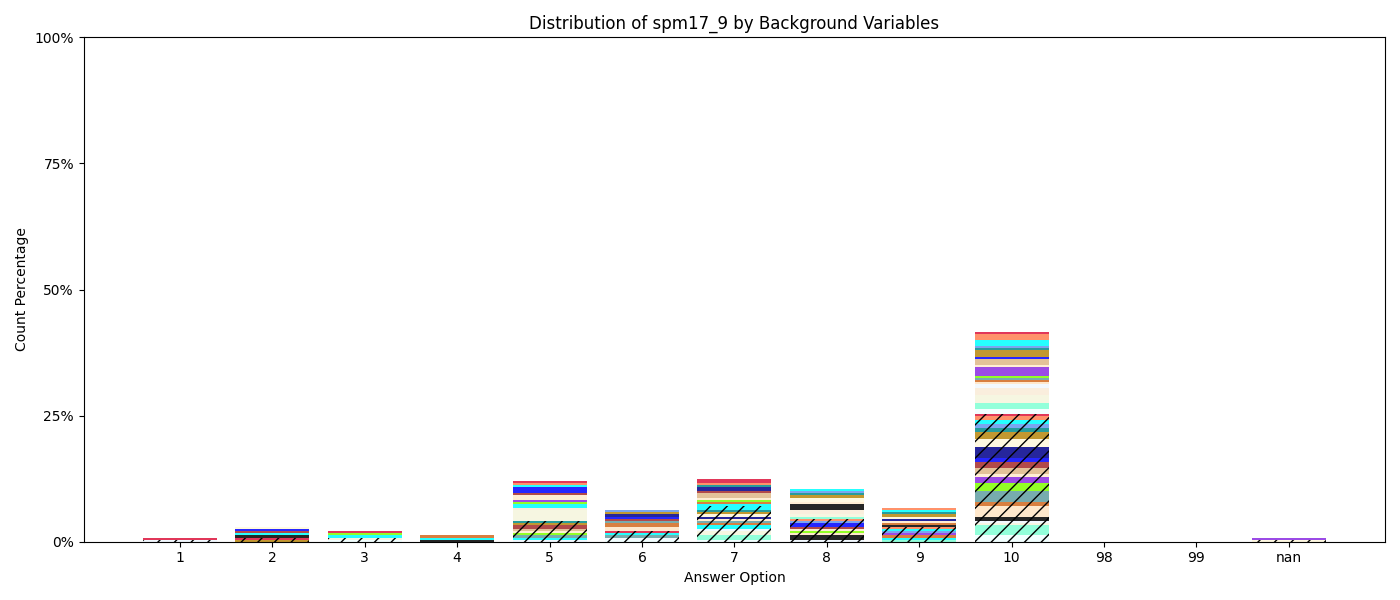 Distribution of spm17_9 by Background Variables
100%
75%
50%
25%
0%
Count Percentage
1 2 3 4 5 6 7 8 9 10 98 99 nan
Answer Option